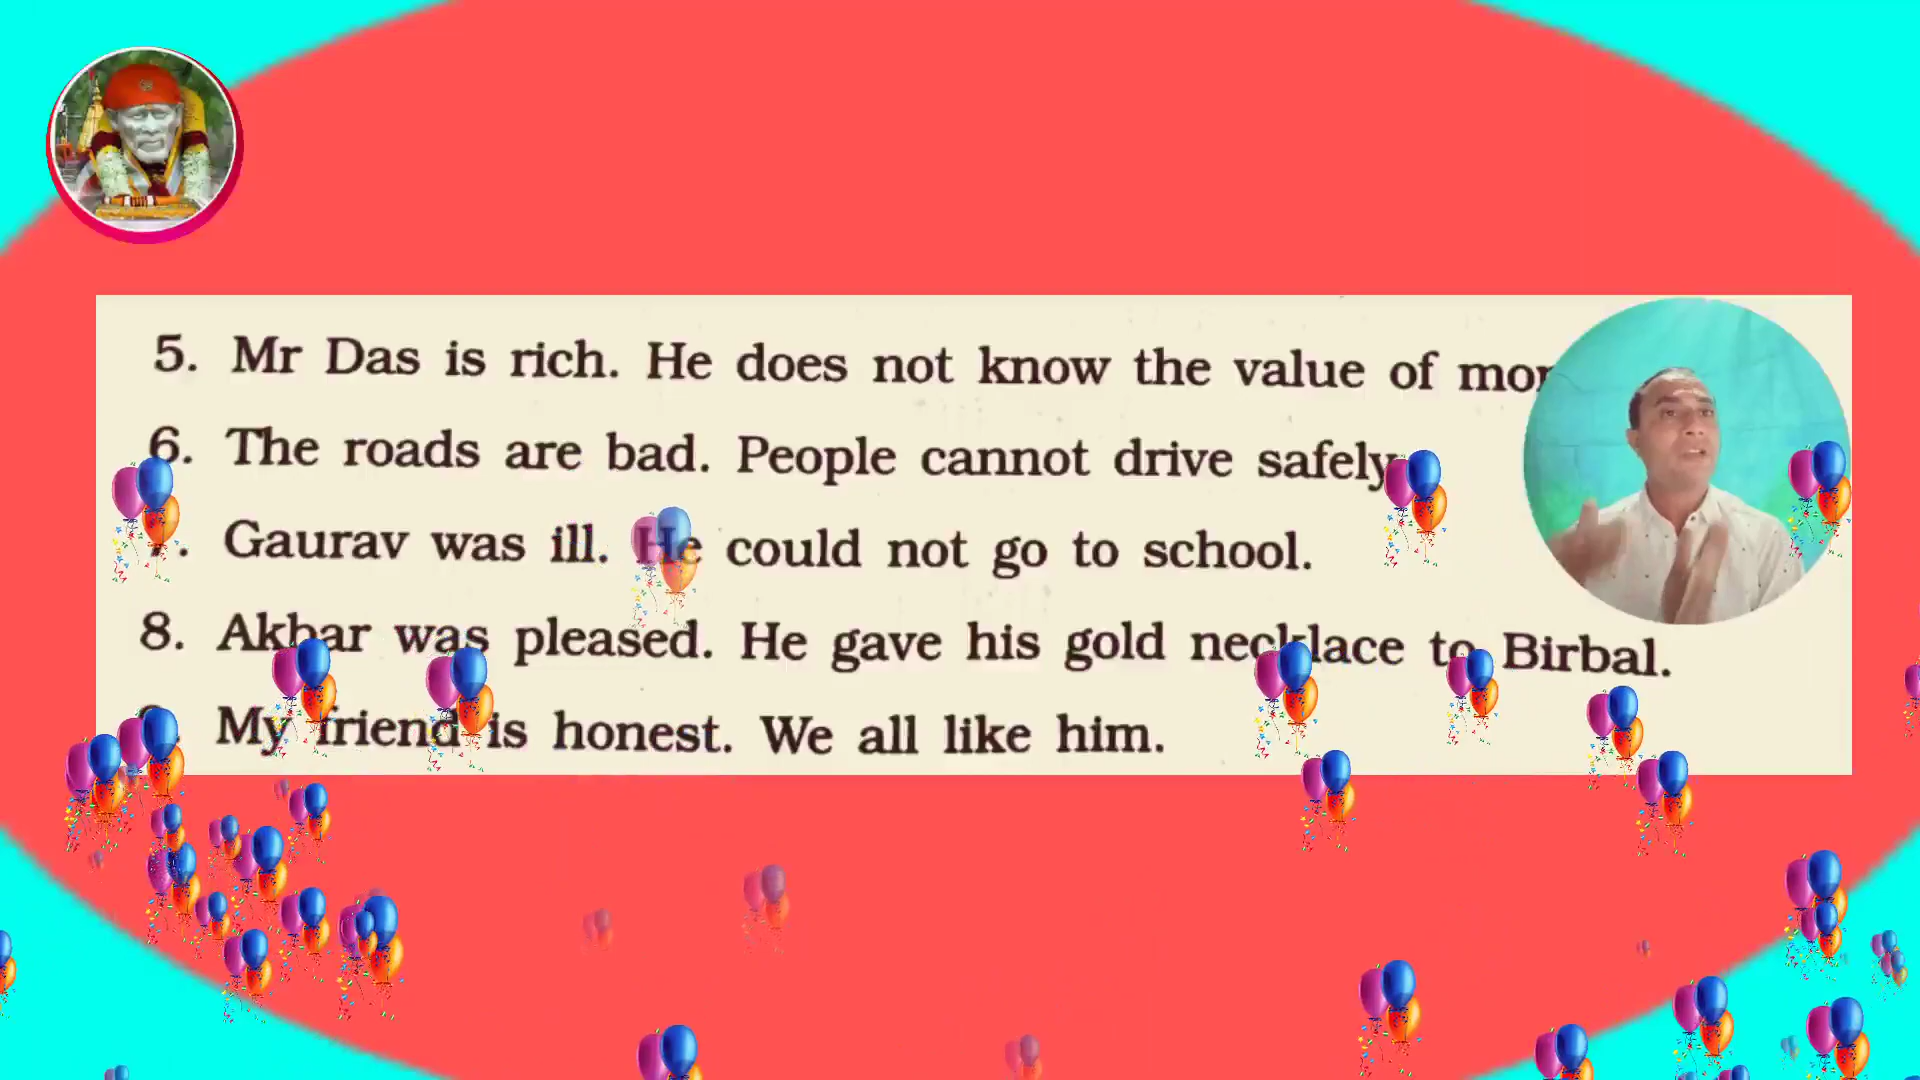 5. Mr Das is rich. He does not know the value of
6. The roads are bad. People cannot drive safely
Gaurav was ill. He could not go to school.
8. Akbar was pleased. He gave his gold necklace to Birbal.
My friend is honest. We all like him.